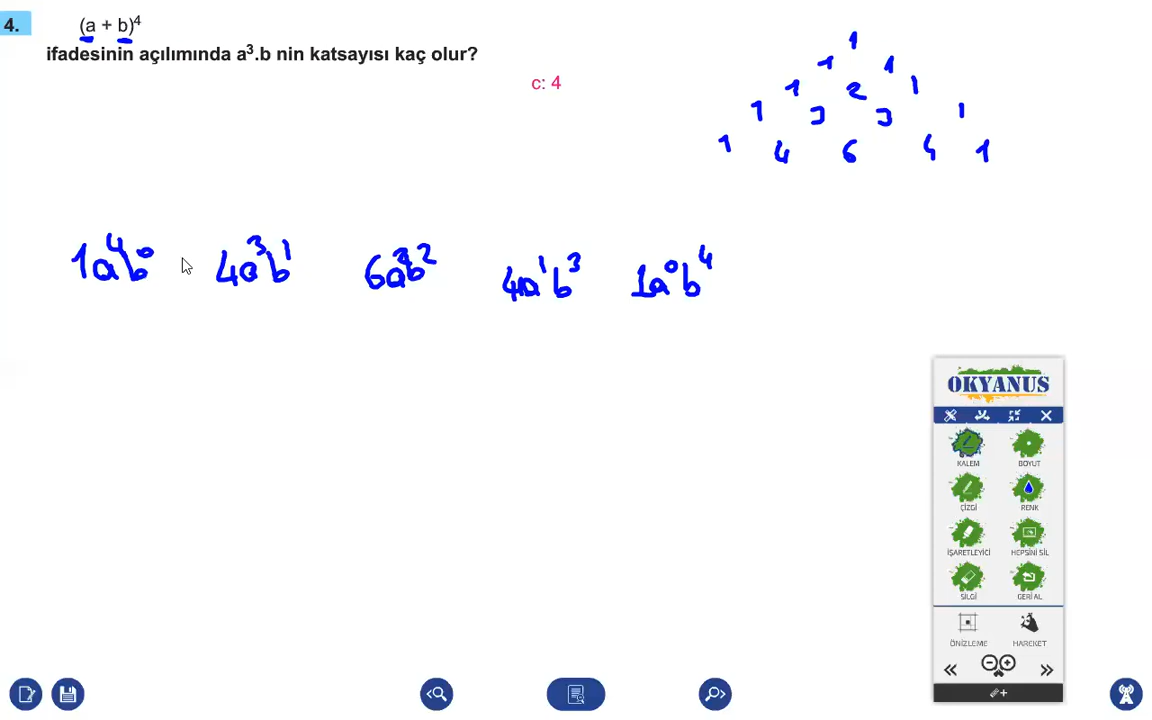 4. (a + b)⁴
ifadesinin açılımında a³.b nin katsayısı kaç olur?
c: 4
1
1 1
1 2 1
1 3 3 1
1 4 6 4 1
1a⁴b⁰ 4a³b¹ 6a²b² 4a¹b³ 1a⁰b⁴
OKYANUS
KALEM BOYUT
ÇİZGİ RENK
İŞARETLEYİCİ HEPSİNİ SİL
SİLGİ GERİ AL
ÖNİZLEME HAREKET